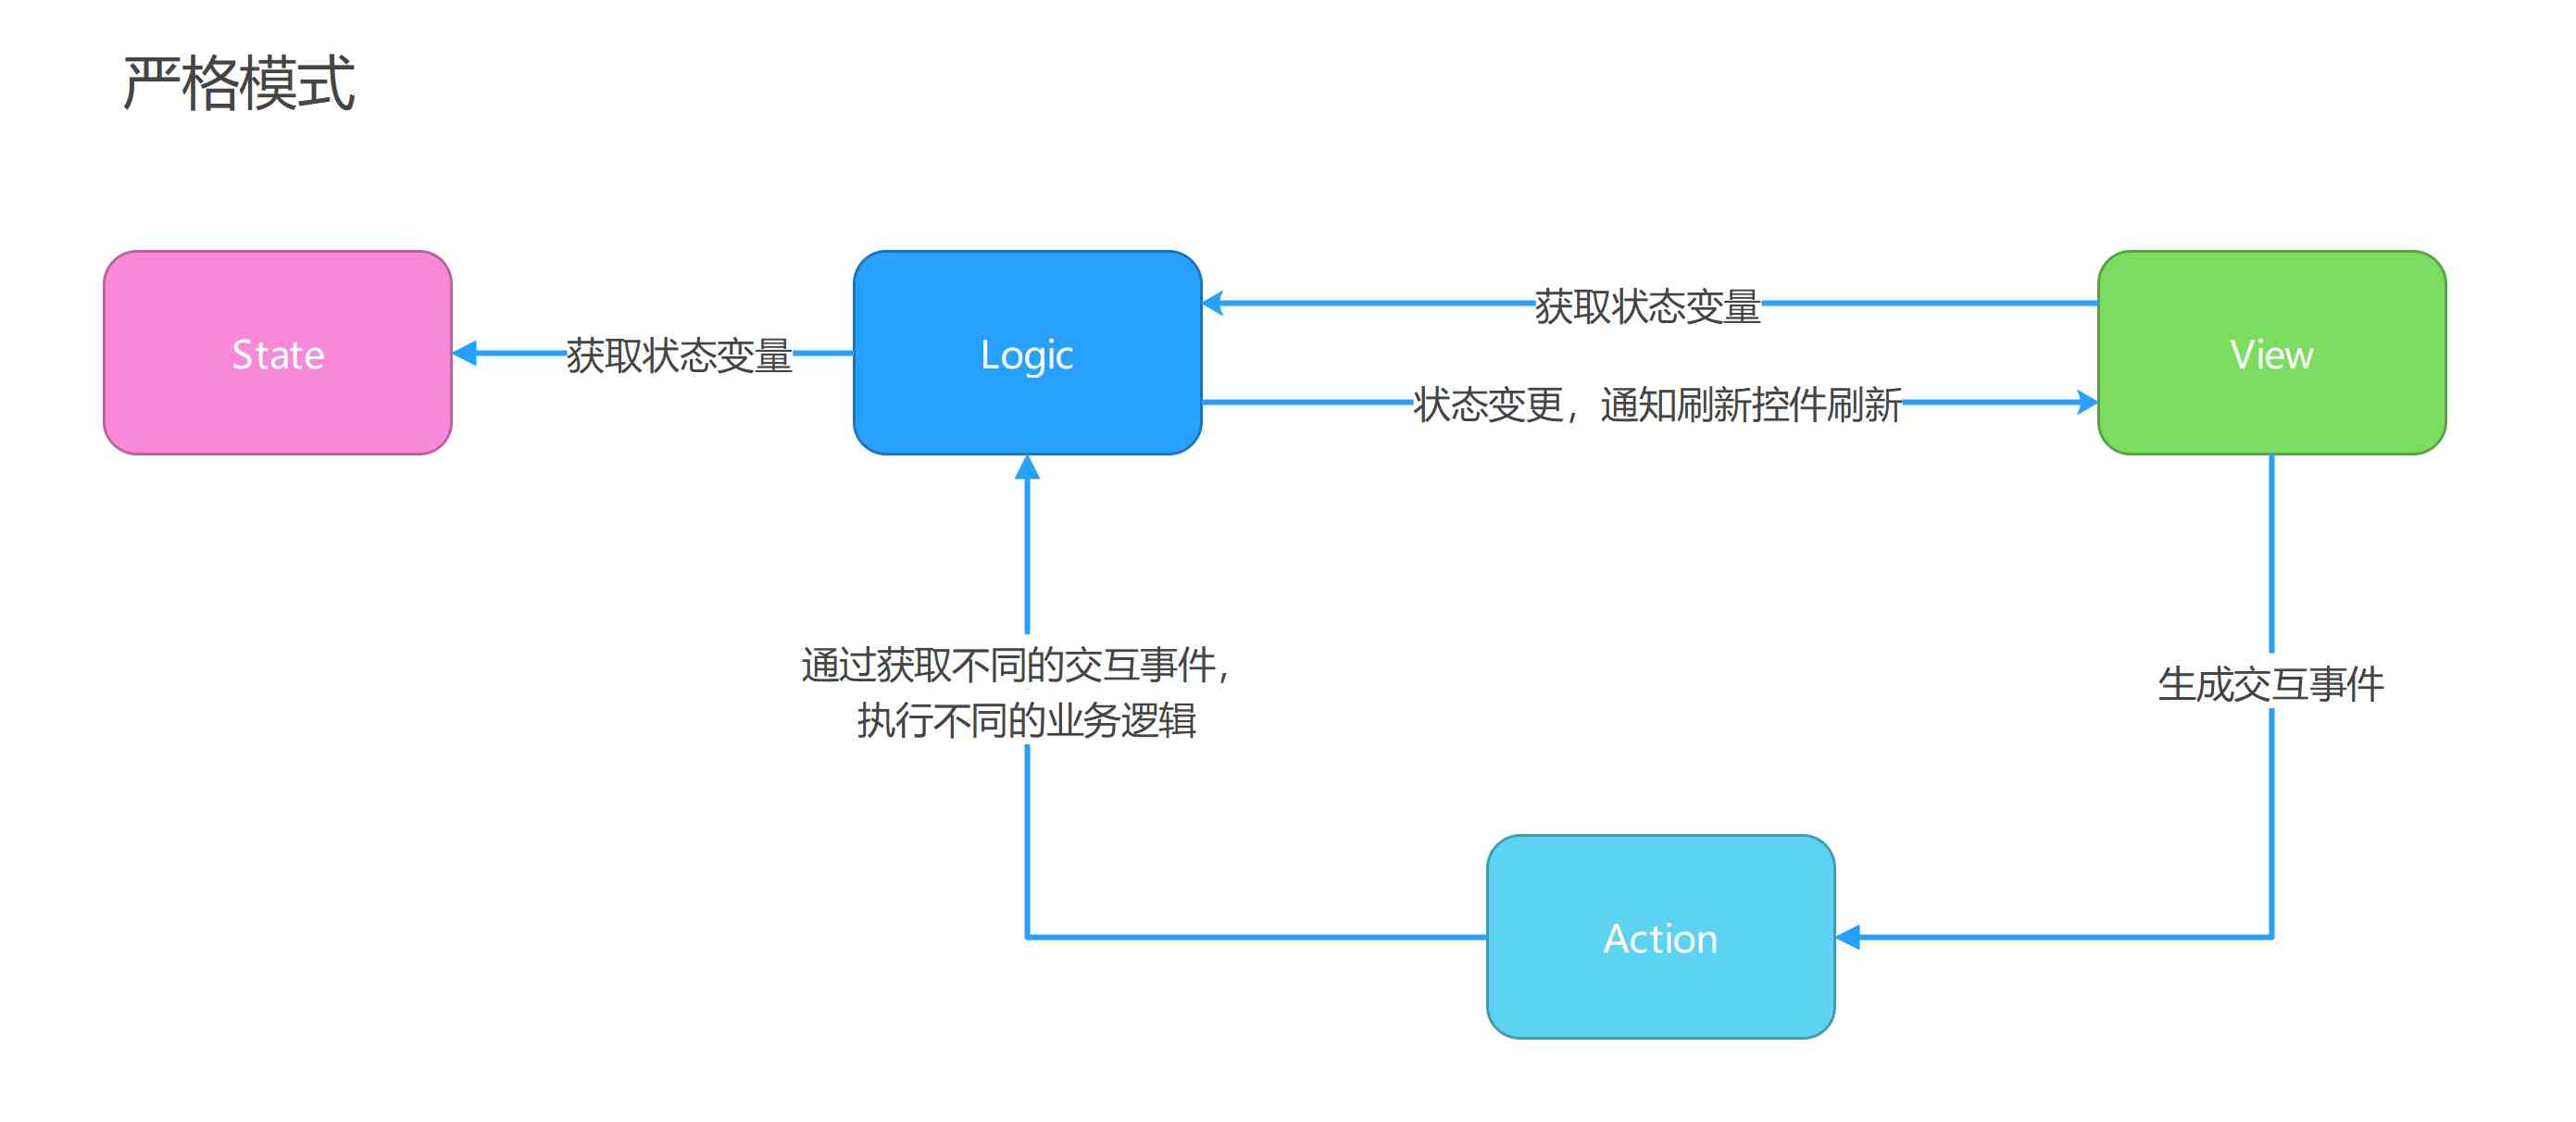 严格模式
State
获取状态变量
Logic
获取状态变量
状态变更，通知刷新控件刷新
View
通过获取不同的交互事件，
执行不同的业务逻辑
生成交互事件
Action